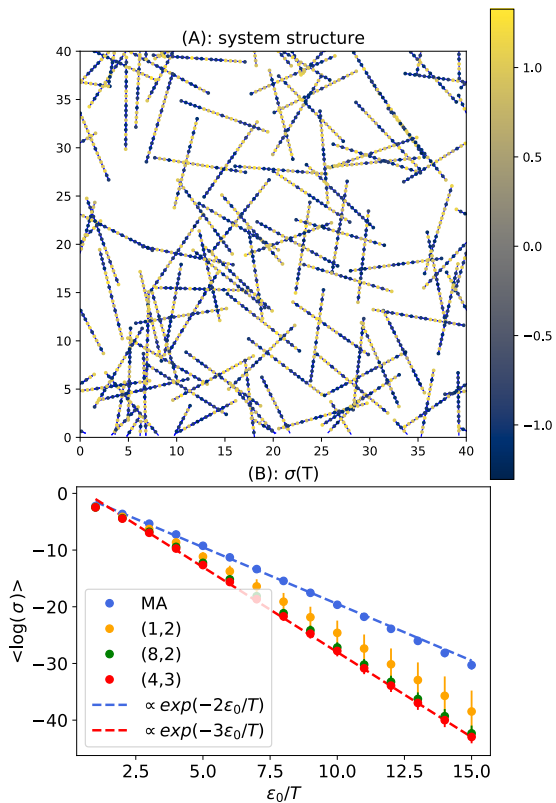 (A): system structure
40
35
30
25
20
15
10
5
0
0 5 10 15 20 25 30 35 40
1.0
0.5
0.0
−0.5
−1.0
(B): σ(T)
0
−10
−20
−30
−40
<log(σ)>
MA
(1,2)
(8,2)
(4,3)
∝ exp(−2ε₀/T)
∝ exp(−3ε₀/T)
2.5 5.0 7.5 10.0 12.5 15.0
ε₀/T